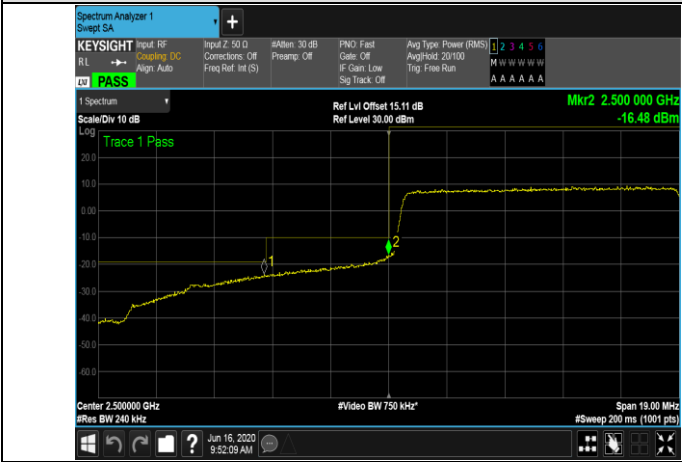 Spectrum Analyzer 1
Swept SA
KEYSIGHT
RL
LXI
PASS
Input: RF
Coupling: DC
Align: Auto
Input Z: 50 Ω
Corrections: Off
Freq Ref: Int (S)
#Atten: 30 dB
Preamp: Off
PNO: Fast
Gate: Off
IF Gain: Low
Sig Track: Off
Avg Type: Power (RMS)
Avg|Hold: 20/100
Trig: Free Run
1 2 3 4 5 6
M W W W W W
A A A A A A
1 Spectrum
Scale/Div 10 dB
Ref Lvl Offset 15.11 dB
Ref Level 30.00 dBm
Mkr2 2.500 000 GHz
-16.48 dBm
Log
Trace 1 Pass
20.0
10.0
0.00
-10.0
-20.0
-30.0
-40.0
-50.0
-60.0
1
2
Center 2.500000 GHz
#Res BW 240 kHz
#Video BW 750 kHz*
Span 19.00 MHz
#Sweep 200 ms (1001 pts)
?
Jun 16, 2020
9:52:09 AM